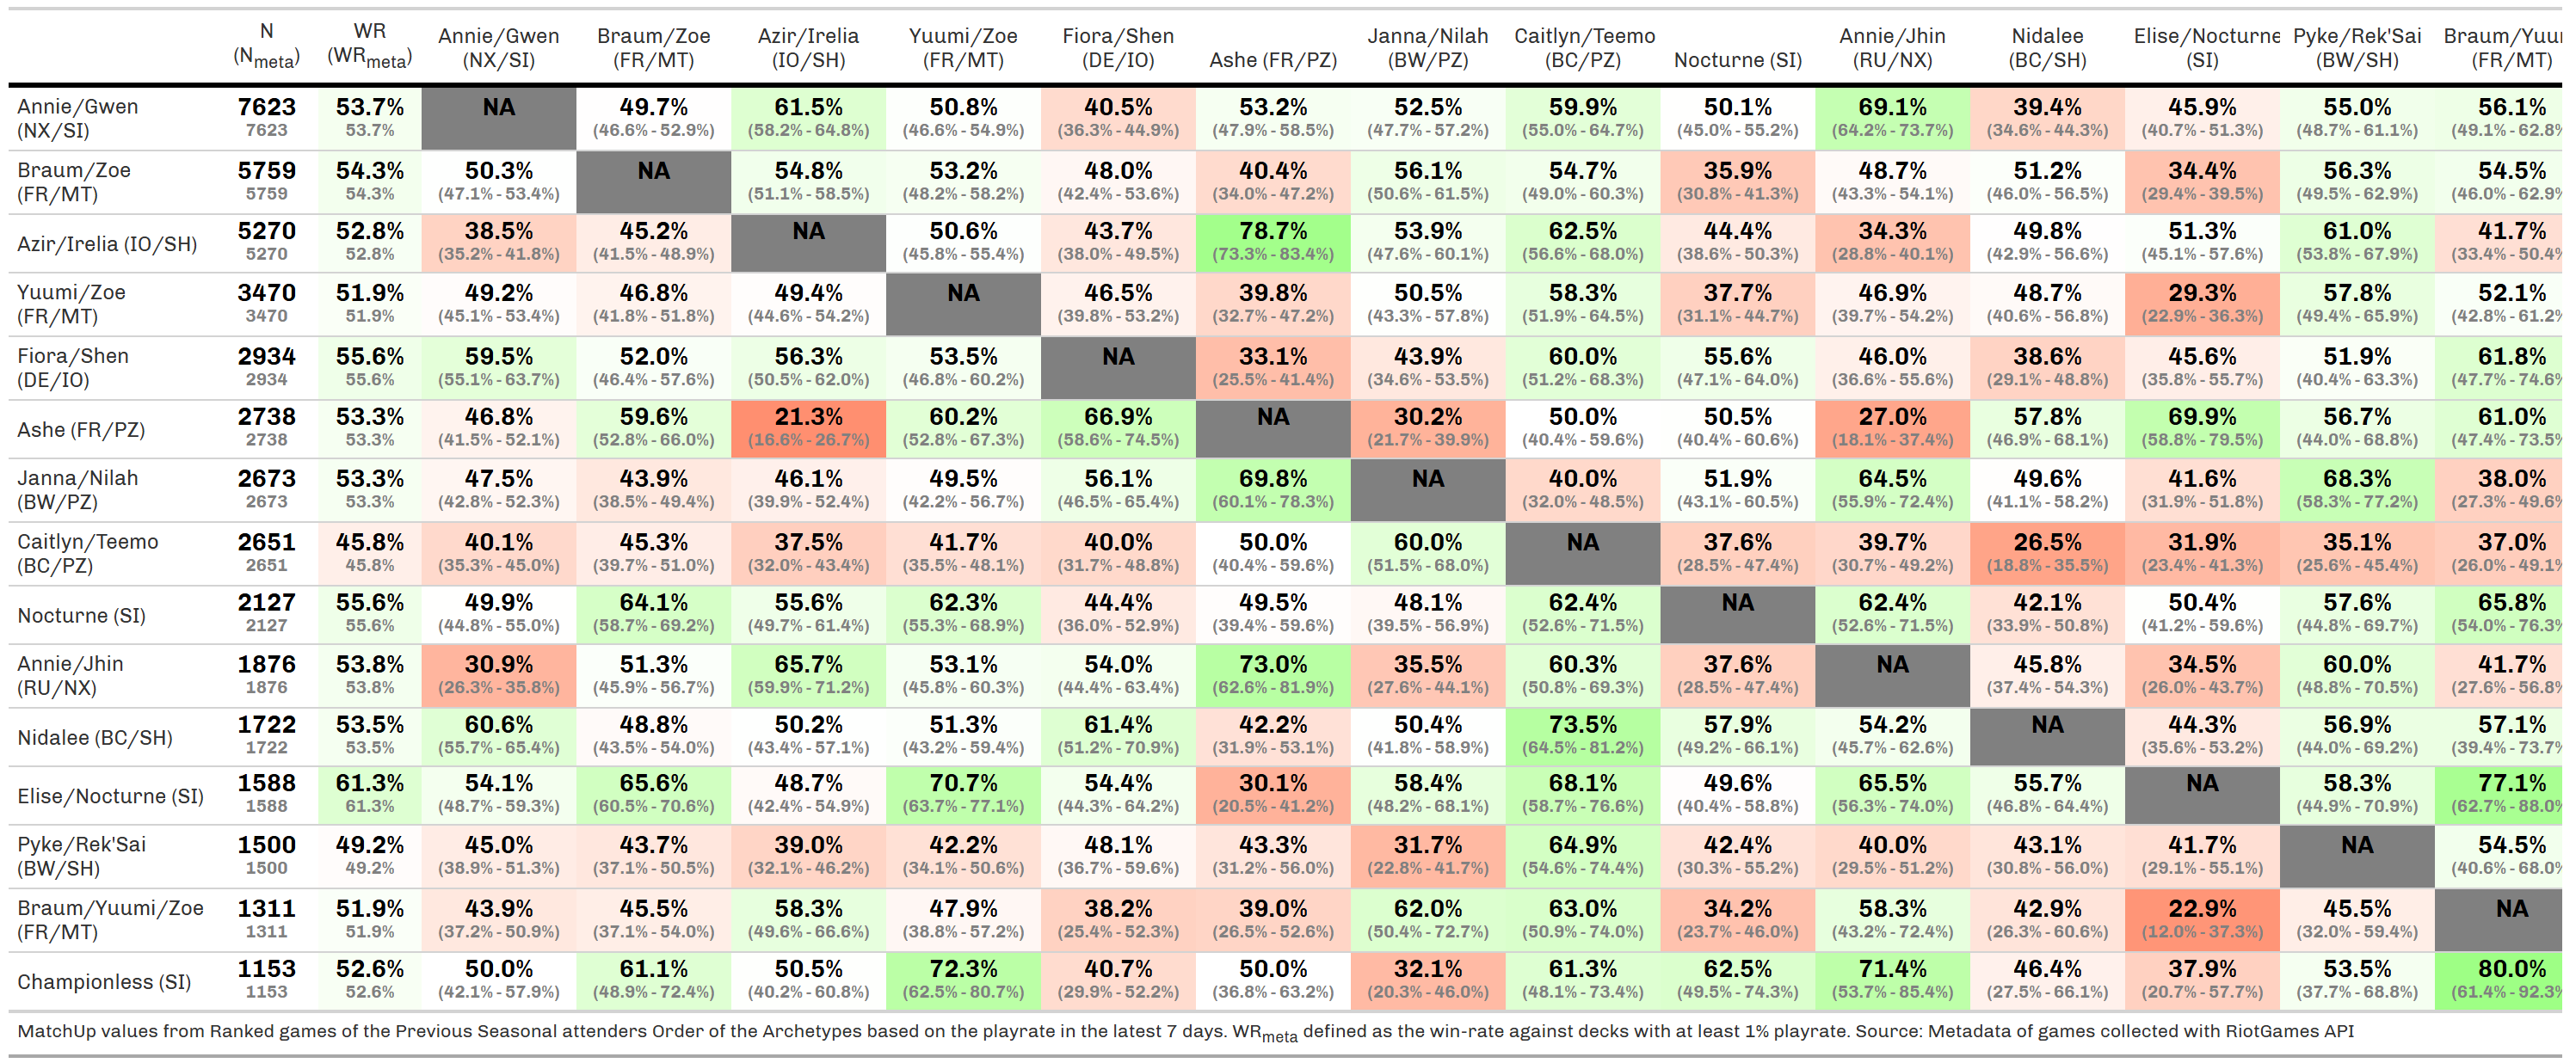 N WR Annie/Gwen Braum/Zoe Azir/Irelia Yuumi/Zoe Fiora/Shen Janna/Nilah Caitlyn/Teemo Annie/Jhin Nidalee Elise/Nocturne Pyke/Rek'Sai Braum/Yuu
(Nmeta) (WRmeta) (NX/SI) (FR/MT) (IO/SH) (FR/MT) (DE/IO) Ashe (FR/PZ) (BW/PZ) (BC/PZ) Nocturne (SI) (RU/NX) (BC/SH) (SI) (BW/SH) (FR/MT)
Annie/Gwen 7623 53.7% NA 49.7% 61.5% 50.8% 40.5% 53.2% 52.5% 59.9% 50.1% 69.1% 39.4% 45.9% 55.0% 56.1%
(NX/SI) 7623 53.7% (46.6% - 52.9%) (58.2% - 64.8%) (46.6% - 54.9%) (36.3% - 44.9%) (47.9% - 58.5%) (47.7% - 57.2%) (55.0% - 64.7%) (45.0% - 55.2%) (64.2% - 73.7%) (34.6% - 44.3%) (40.7% - 51.3%) (48.7% - 61.1%) (49.1% - 62.8%
Braum/Zoe 5759 54.3% 50.3% NA 54.8% 53.2% 48.0% 40.4% 56.1% 54.7% 35.9% 48.7% 51.2% 34.4% 56.3% 54.5%
(FR/MT) 5759 54.3% (47.1% - 53.4%) (51.1% - 58.5%) (48.2% - 58.2%) (42.4% - 53.6%) (34.0% - 47.2%) (50.6% - 61.5%) (49.0% - 60.3%) (30.8% - 41.3%) (43.3% - 54.1%) (46.0% - 56.5%) (29.4% - 39.5%) (49.5% - 62.9%) (46.0% - 62.9%
Azir/Irelia (IO/SH) 5270 52.8% 38.5% 45.2% NA 50.6% 43.7% 78.7% 53.9% 62.5% 44.4% 34.3% 49.8% 51.3% 61.0% 41.7%
5270 52.8% (35.2% - 41.8%) (41.5% - 48.9%) (45.8% - 55.4%) (38.0% - 49.5%) (73.3% - 83.4%) (47.6% - 60.1%) (56.6% - 68.0%) (38.6% - 50.3%) (28.8% - 40.1%) (42.9% - 56.6%) (45.1% - 57.6%) (53.8% - 67.9%) (33.4% - 50.4%
Yuumi/Zoe 3470 51.9% 49.2% 46.8% 49.4% NA 46.5% 39.8% 50.5% 58.3% 37.7% 46.9% 48.7% 29.3% 57.8% 52.1%
(FR/MT) 3470 51.9% (45.1% - 53.4%) (41.8% - 51.8%) (44.6% - 54.2%) (39.8% - 53.2%) (32.7% - 47.2%) (43.3% - 57.8%) (51.9% - 64.5%) (31.1% - 44.7%) (39.7% - 54.2%) (40.6% - 56.8%) (22.9% - 36.3%) (49.4% - 65.9%) (42.8% - 61.2%
Fiora/Shen 2934 55.6% 59.5% 52.0% 56.3% 53.5% NA 33.1% 43.9% 60.0% 55.6% 46.0% 38.6% 45.6% 51.9% 61.8%
(DE/IO) 2934 55.6% (55.1% - 63.7%) (46.4% - 57.6%) (50.5% - 62.0%) (46.8% - 60.2%) (25.5% - 41.4%) (34.6% - 53.5%) (51.2% - 68.3%) (47.1% - 64.0%) (36.6% - 55.6%) (29.1% - 48.8%) (35.8% - 55.7%) (40.4% - 63.3%) (47.7% - 74.6%
Ashe (FR/PZ) 2738 53.3% 46.8% 59.6% 21.3% 60.2% 66.9% NA 30.2% 50.0% 50.5% 27.0% 57.8% 69.9% 56.7% 61.0%
2738 53.3% (41.5% - 52.1%) (52.8% - 66.0%) (16.6% - 26.7%) (52.8% - 67.3%) (58.6% - 74.5%) (21.7% - 39.9%) (40.4% - 59.6%) (40.4% - 60.6%) (18.1% - 37.4%) (46.9% - 68.1%) (58.8% - 79.5%) (44.0% - 68.8%) (47.4% - 73.5%
Janna/Nilah 2673 53.3% 47.5% 43.9% 46.1% 49.5% 56.1% 69.8% NA 40.0% 51.9% 64.5% 49.6% 41.6% 68.3% 38.0%
(BW/PZ) 2673 53.3% (42.8% - 52.3%) (38.5% - 49.4%) (39.9% - 52.4%) (42.2% - 56.7%) (46.5% - 65.4%) (60.1% - 78.3%) (32.0% - 48.5%) (43.1% - 60.5%) (55.9% - 72.4%) (41.1% - 58.2%) (31.9% - 51.8%) (58.3% - 77.2%) (27.3% - 49.6%
Caitlyn/Teemo 2651 45.8% 40.1% 45.3% 37.5% 41.7% 40.0% 50.0% 60.0% NA 37.6% 39.7% 26.5% 31.9% 35.1% 37.0%
(BC/PZ) 2651 45.8% (35.3% - 45.0%) (39.7% - 51.0%) (32.0% - 43.4%) (35.5% - 48.1%) (31.7% - 48.8%) (40.4% - 59.6%) (51.5% - 68.0%) (28.5% - 47.4%) (30.7% - 49.2%) (18.8% - 35.5%) (23.4% - 41.3%) (25.6% - 45.4%) (26.0% - 49.1%
Nocturne (SI) 2127 55.6% 49.9% 64.1% 55.6% 62.3% 44.4% 49.5% 48.1% 62.4% NA 62.4% 42.1% 50.4% 57.6% 65.8%
2127 55.6% (44.8% - 55.0%) (58.7% - 69.2%) (49.7% - 61.4%) (55.3% - 68.9%) (36.0% - 52.9%) (39.4% - 59.6%) (39.5% - 56.9%) (52.6% - 71.5%) (52.6% - 71.5%) (33.9% - 50.8%) (41.2% - 59.6%) (44.8% - 69.7%) (54.0% - 76.3%
Annie/Jhin 1876 53.8% 30.9% 51.3% 65.7% 53.1% 54.0% 73.0% 35.5% 60.3% 37.6% NA 45.8% 34.5% 60.0% 41.7%
(RU/NX) 1876 53.8% (26.3% - 35.8%) (45.9% - 56.7%) (59.9% - 71.2%) (45.8% - 60.3%) (44.4% - 63.4%) (62.6% - 81.9%) (27.6% - 44.1%) (50.8% - 69.3%) (28.5% - 47.4%) (37.4% - 54.3%) (26.0% - 43.7%) (48.8% - 70.5%) (27.6% - 56.8%
Nidalee (BC/SH) 1722 53.5% 60.6% 48.8% 50.2% 51.3% 61.4% 42.2% 50.4% 73.5% 57.9% 54.2% NA 44.3% 56.9% 57.1%
1722 53.5% (55.7% - 65.4%) (43.5% - 54.0%) (43.4% - 57.1%) (43.2% - 59.4%) (51.2% - 70.9%) (31.9% - 53.1%) (41.8% - 58.9%) (64.5% - 81.2%) (49.2% - 66.1%) (45.7% - 62.6%) (35.6% - 53.2%) (44.0% - 69.2%) (39.4% - 73.7%
Elise/Nocturne (SI) 1588 61.3% 54.1% 65.6% 48.7% 70.7% 54.4% 30.1% 58.4% 68.1% 49.6% 65.5% 55.7% NA 58.3% 77.1%
1588 61.3% (48.7% - 59.3%) (60.5% - 70.6%) (42.4% - 54.9%) (63.7% - 77.1%) (44.3% - 64.2%) (20.5% - 41.2%) (48.2% - 68.1%) (58.7% - 76.6%) (40.4% - 58.8%) (56.3% - 74.0%) (46.8% - 64.4%) (44.9% - 70.9%) (62.7% - 88.0%
Pyke/Rek'Sai 1500 49.2% 45.0% 43.7% 39.0% 42.2% 48.1% 43.3% 31.7% 64.9% 42.4% 40.0% 43.1% 41.7% NA 54.5%
(BW/SH) 1500 49.2% (38.9% - 51.3%) (37.1% - 50.5%) (32.1% - 46.2%) (34.1% - 50.6%) (36.7% - 59.6%) (31.2% - 56.0%) (22.8% - 41.7%) (54.6% - 74.4%) (30.3% - 55.2%) (29.5% - 51.2%) (30.8% - 56.0%) (29.1% - 55.1%) (40.6% - 68.0%
Braum/Yuumi/Zoe 1311 51.9% 43.9% 45.5% 58.3% 47.9% 38.2% 39.0% 62.0% 63.0% 34.2% 58.3% 42.9% 22.9% 45.5% NA
(FR/MT) 1311 51.9% (37.2% - 50.9%) (37.1% - 54.0%) (49.6% - 66.6%) (38.8% - 57.2%) (25.4% - 52.3%) (26.5% - 52.6%) (50.4% - 72.7%) (50.9% - 74.0%) (23.7% - 46.0%) (43.2% - 72.4%) (26.3% - 60.6%) (12.0% - 37.3%) (32.0% - 59.4%)
Championless (SI) 1153 52.6% 50.0% 61.1% 50.5% 72.3% 40.7% 50.0% 32.1% 61.3% 62.5% 71.4% 46.4% 37.9% 53.5% 80.0%
1153 52.6% (42.1% - 57.9%) (48.9% - 72.4%) (40.2% - 60.8%) (62.5% - 80.7%) (29.9% - 52.2%) (36.8% - 63.2%) (20.3% - 46.0%) (48.1% - 73.4%) (49.5% - 74.3%) (53.7% - 85.4%) (27.5% - 66.1%) (20.7% - 57.7%) (37.7% - 68.8%) (61.4% - 92.3%
MatchUp values from Ranked games of the Previous Seasonal attenders Order of the Archetypes based on the playrate in the latest 7 days. WRmeta defined as the win-rate against decks with at least 1% playrate. Source: Metadata of games collected with RiotGames API